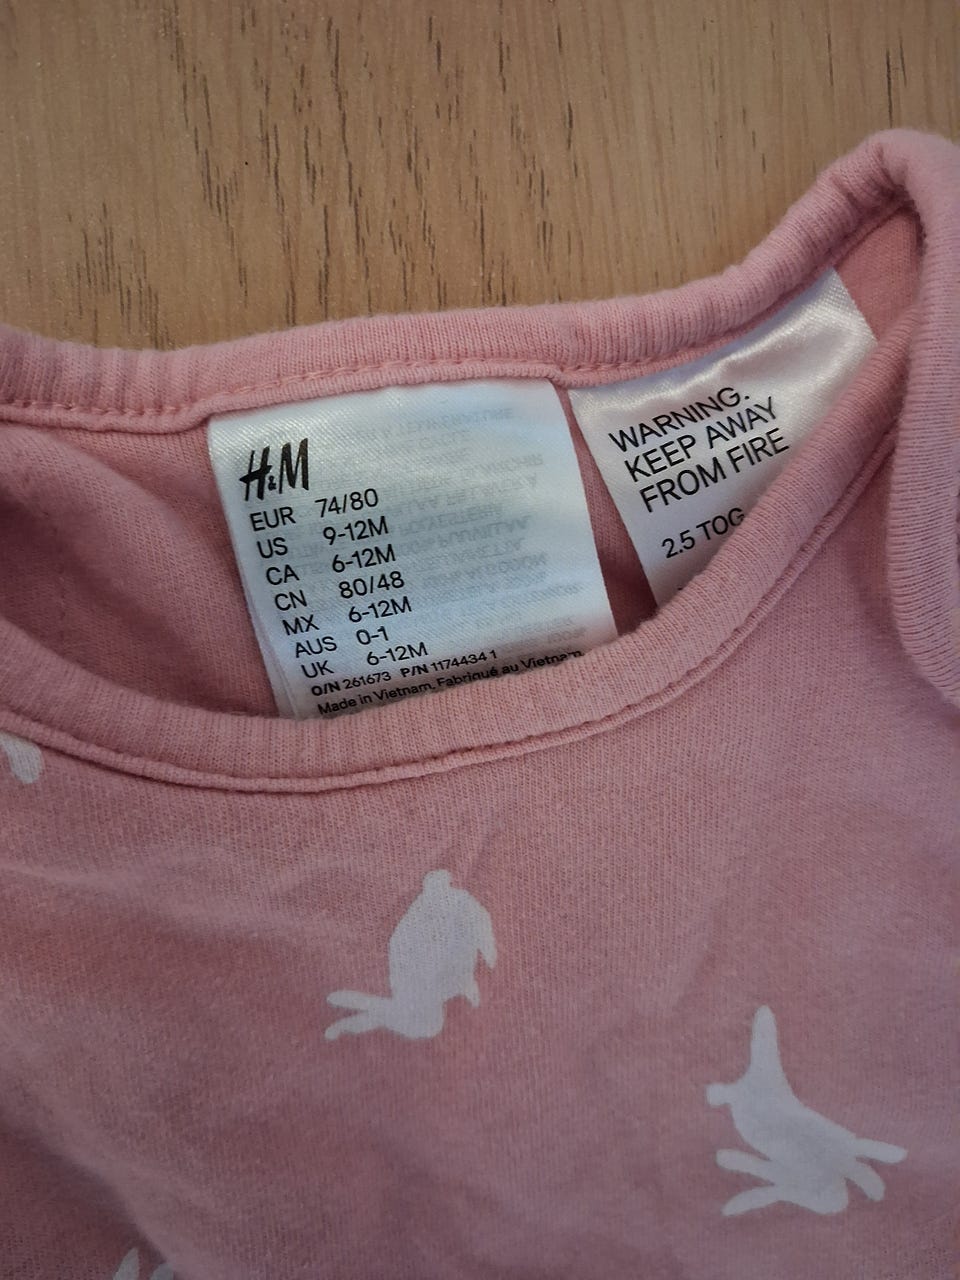 H&M
EUR 74/80
US 9-12M
CA 6-12M
CN 80/48
MX 6-12M
AUS 0-1
UK 6-12M
O/N 261673 P/N 1174434 1
Made in Vietnam, Fabriqué au Vietnam
WARNING.
KEEP AWAY
FROM FIRE
2.5 TOG